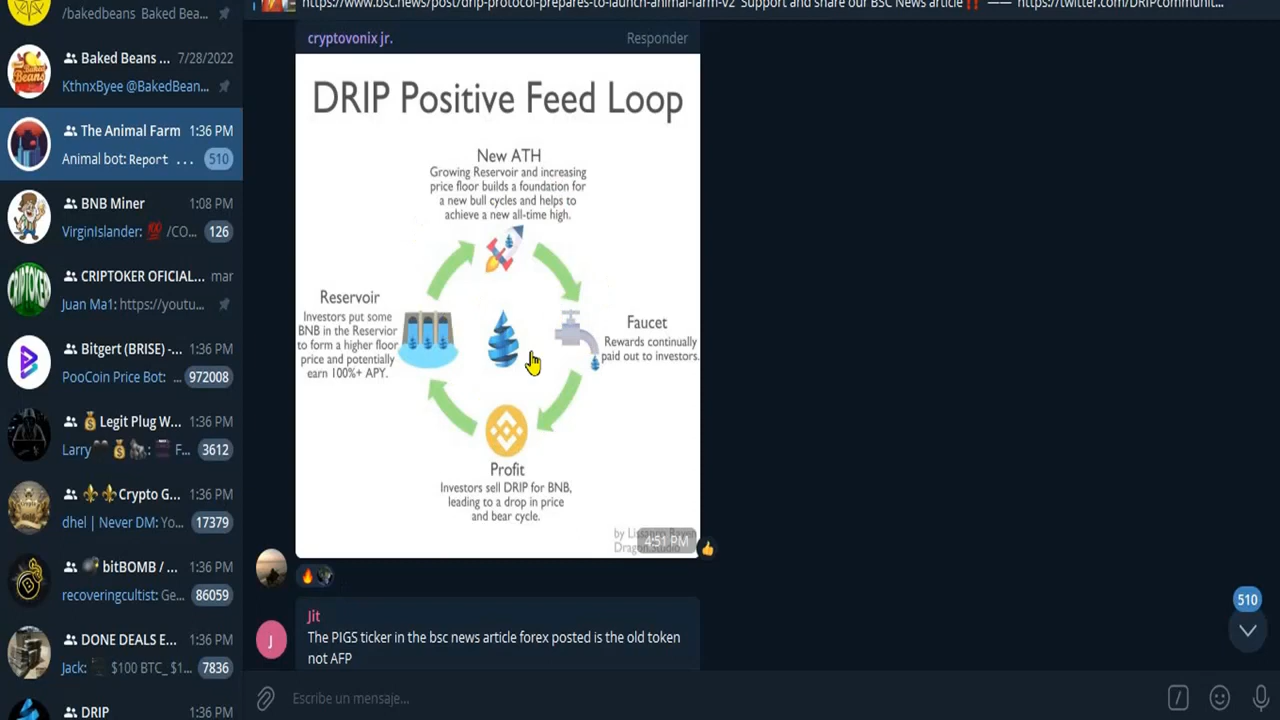 /bakedbeans Baked Bea...
Baked Beans ... 7/28/2022
KthnxByee @BakedBean...
The Animal Farm 1:36 PM
Animal bot: Report ... 510
BNB Miner 1:08 PM
VirginIslander: 💯 /CO... 126
CRIPTOKER OFICIAL... mar
Juan Ma1: https://youtu...
Bitgert (BRISE) -... 1:36 PM
PooCoin Price Bot: ... 972008
💰Legit Plug W... 1:36 PM
Larry 3612
⚜️⚜️Crypto G... 1:36 PM
dhel | Never DM: Yo... 17379
💣bitBOMB / ... 1:36 PM
recoveringcultist: Ge... 86059
DONE DEALS E... 1:36 PM
Jack: $100 BTC_ $1... 7836
DRIP 1:36 PM
https://www.bsc.news/post/drip-protocol-prepares-to-launch-animal-farm-v2 Support and share our BSC News article‼️ —— https://twitter.com/DRIPcommunit...
cryptovonix jr. Responder
DRIP Positive Feed Loop
New ATH
Growing Reservoir and increasing
price floor builds a foundation for
a new bull cycles and helps to
achieve a new all-time high.
Reservoir
Investors put some
BNB in the Reservior
to form a higher floor
price and potentially
earn 100%+ APY.
Faucet
Rewards continually
paid out to investors.
Profit
Investors sell DRIP for BNB,
leading to a drop in price
and bear cycle.
by
Dragon
4:51 PM
Jit
J
The PIGS ticker in the bsc news article forex posted is the old token
not AFP
510
Escribe un mensaje...